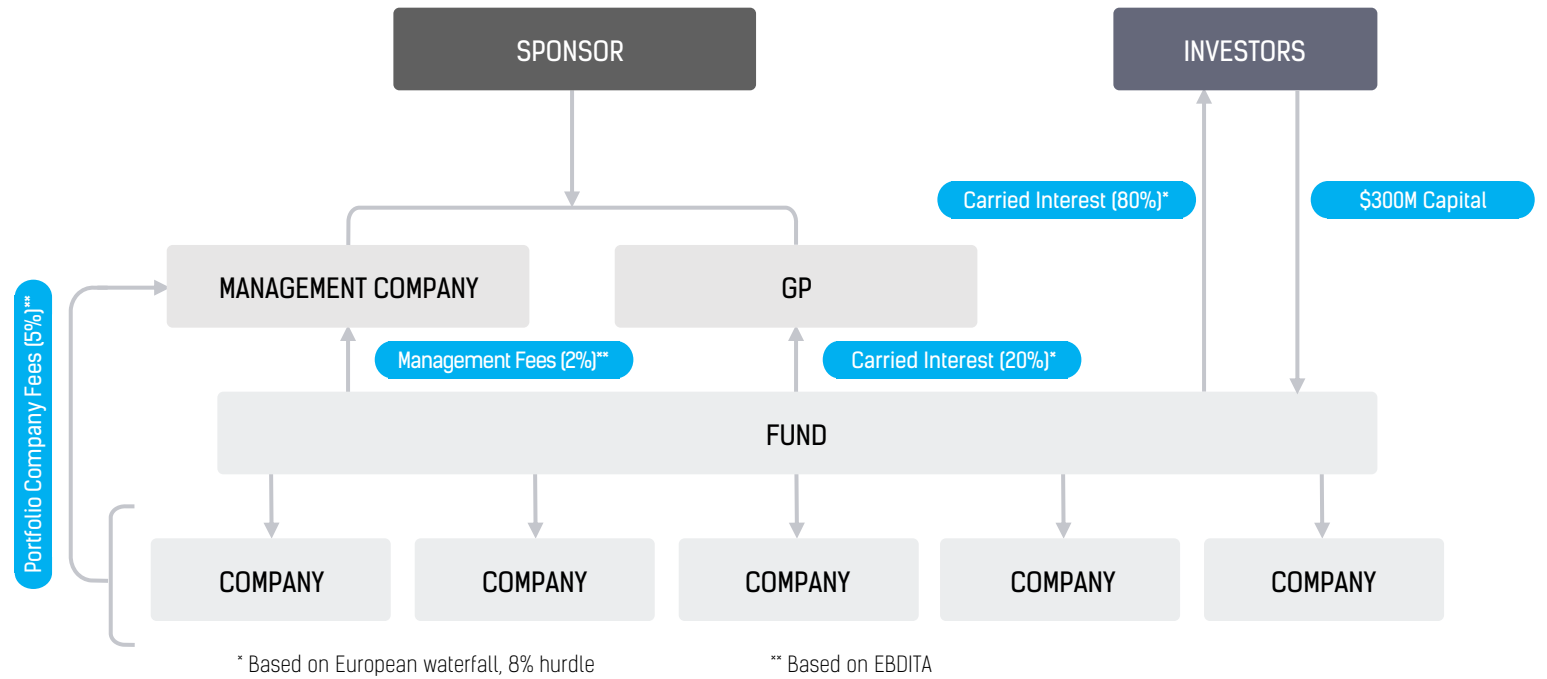 SPONSOR
INVESTORS
Carried Interest (80%)*
$300M Capital
MANAGEMENT COMPANY
GP
Portfolio Company Fees (5%)**
Management Fees (2%)**
Carried Interest (20%)*
FUND
COMPANY
COMPANY
COMPANY
COMPANY
COMPANY
* Based on European waterfall, 8% hurdle
** Based on EBDITA